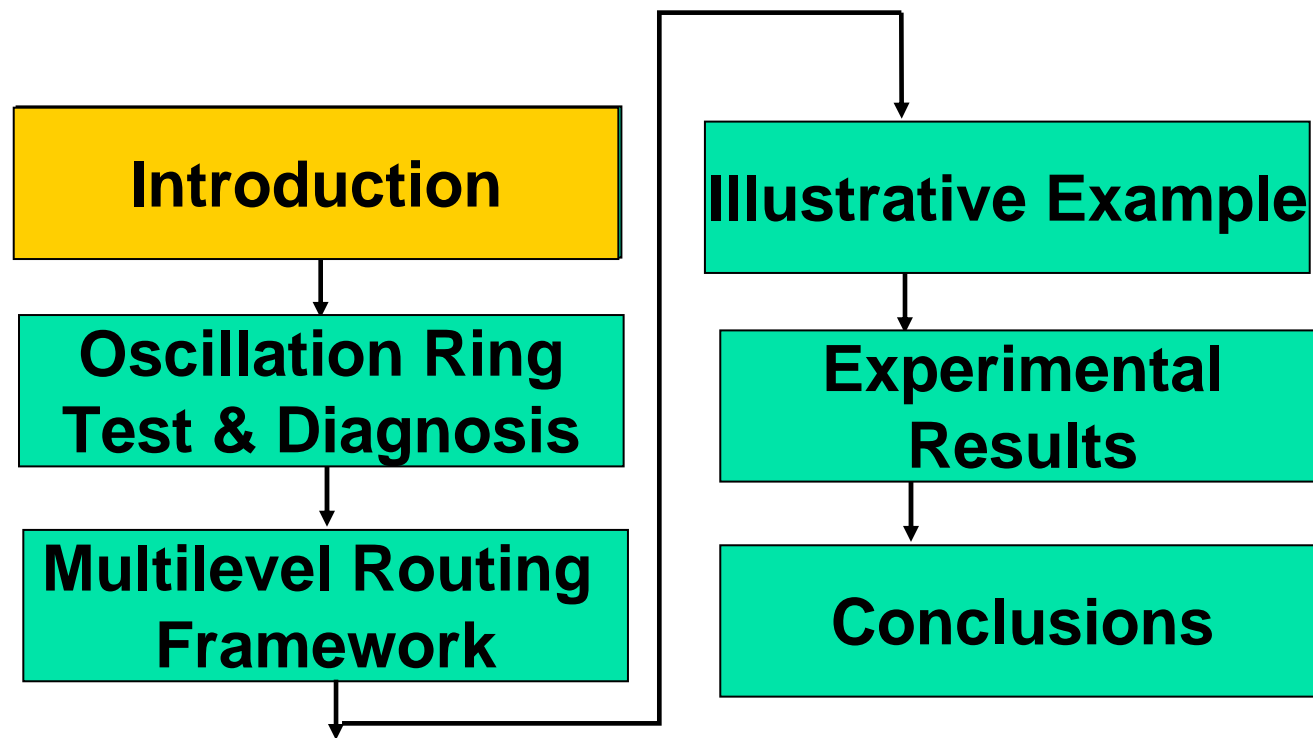 Introduction
Oscillation Ring
Test & Diagnosis
Multilevel Routing
Framework
Illustrative Example
Experimental
Results
Conclusions